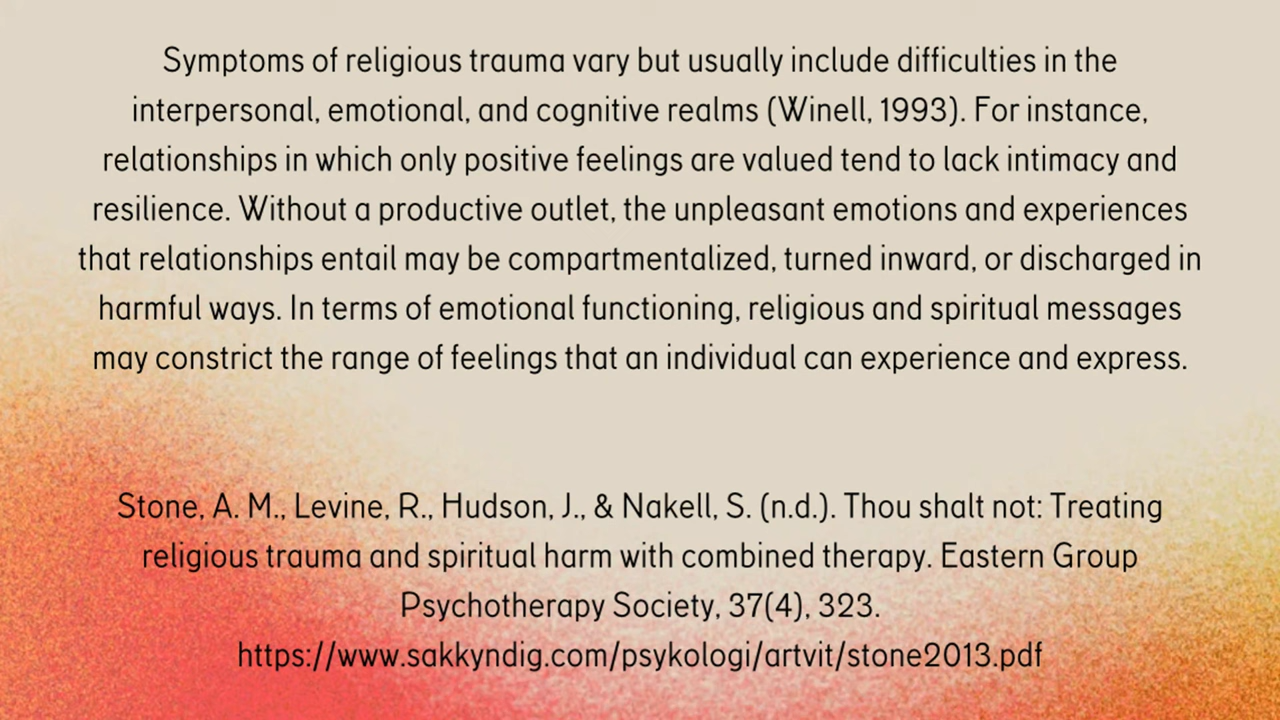 Symptoms of religious trauma vary but usually include difficulties in the
interpersonal, emotional, and cognitive realms (Winell, 1993). For instance,
relationships in which only positive feelings are valued tend to lack intimacy and
resilience. Without a productive outlet, the unpleasant emotions and experiences
that relationships entail may be compartmentalized, turned inward, or discharged in
harmful ways. In terms of emotional functioning, religious and spiritual messages
may constrict the range of feelings that an individual can experience and express.
Stone, A. M., Levine, R., Hudson, J., & Nakell, S. (n.d.). Thou shalt not: Treating
religious trauma and spiritual harm with combined therapy. Eastern Group
Psychotherapy Society, 37(4), 323.
https://www.sakkyndig.com/psykologi/artvit/stone2013.pdf